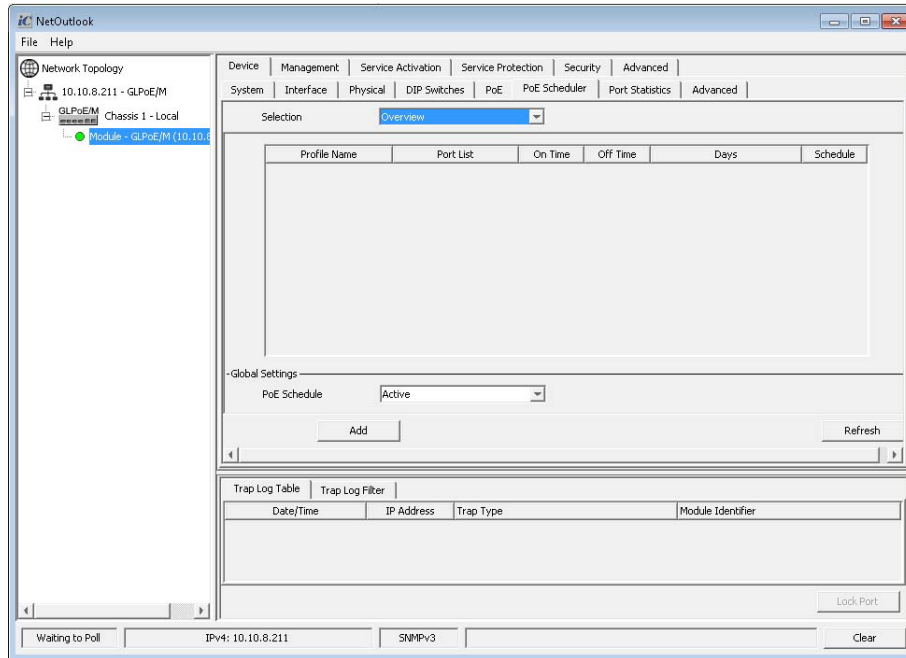 iC NetOutlook
File Help
Network Topology
10.10.8.211 - GLPoE/M
GLPoE/M Chassis 1 - Local
Module - GLPoE/M (10.10.8
Device Management Service Activation Service Protection Security Advanced
System Interface Physical DIP Switches PoE PoE Scheduler Port Statistics Advanced
Selection Overview
Profile Name Port List On Time Off Time Days Schedule
Global Settings
PoE Schedule Active
Add Refresh
Trap Log Table Trap Log Filter
Date/Time IP Address Trap Type Module Identifier
Lock Port
Waiting to Poll IPv4: 10.10.8.211 SNMPv3 Clear